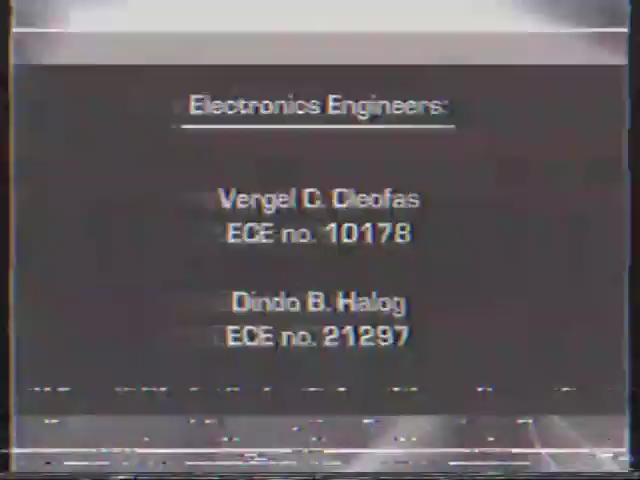 Electronics Engineers:
Vergel C. Cleofas
ECE no. 10178
Dindo B. Halog
ECE no. 21297